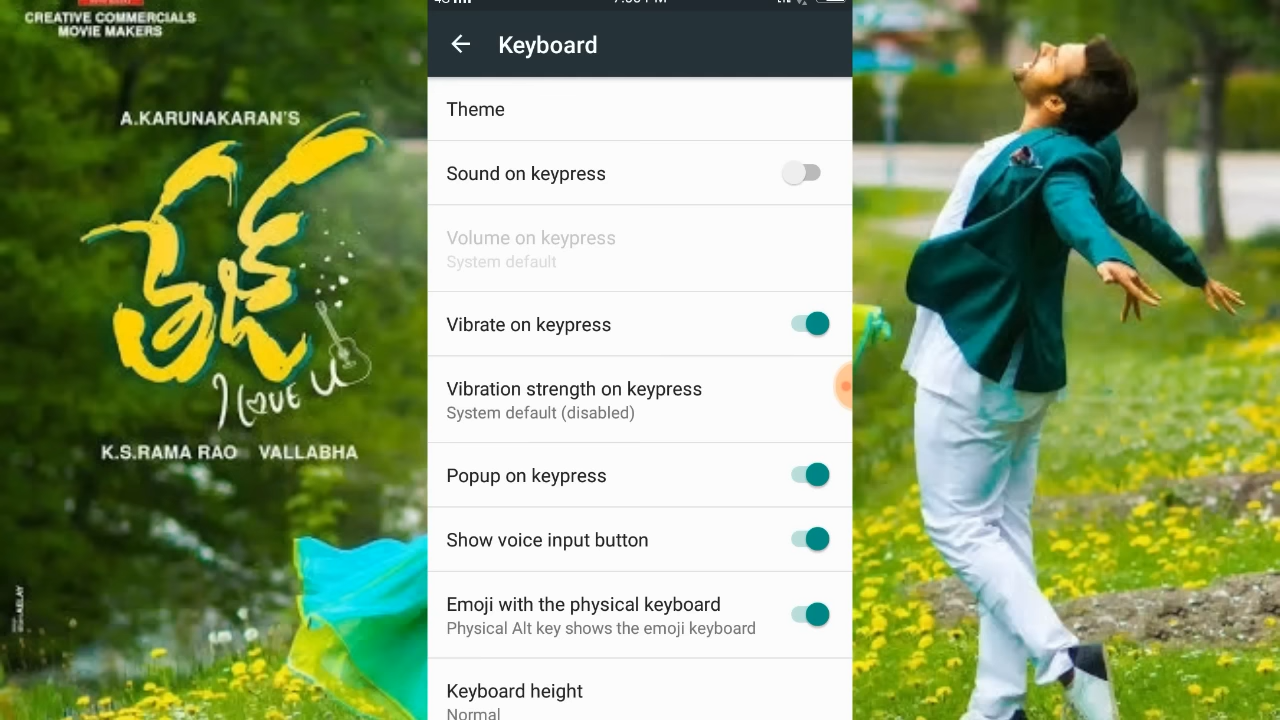 CREATIVE COMMERCIALS
MOVIE MAKERS
A.KARUNAKARAN'S
తేజ్
I LOVE U
K.S.RAMA RAO VALLABHA
Keyboard
Theme
Sound on keypress
Volume on keypress
System default
Vibrate on keypress
Vibration strength on keypress
System default (disabled)
Popup on keypress
Show voice input button
Emoji with the physical keyboard
Physical Alt key shows the emoji keyboard
Keyboard height
Normal